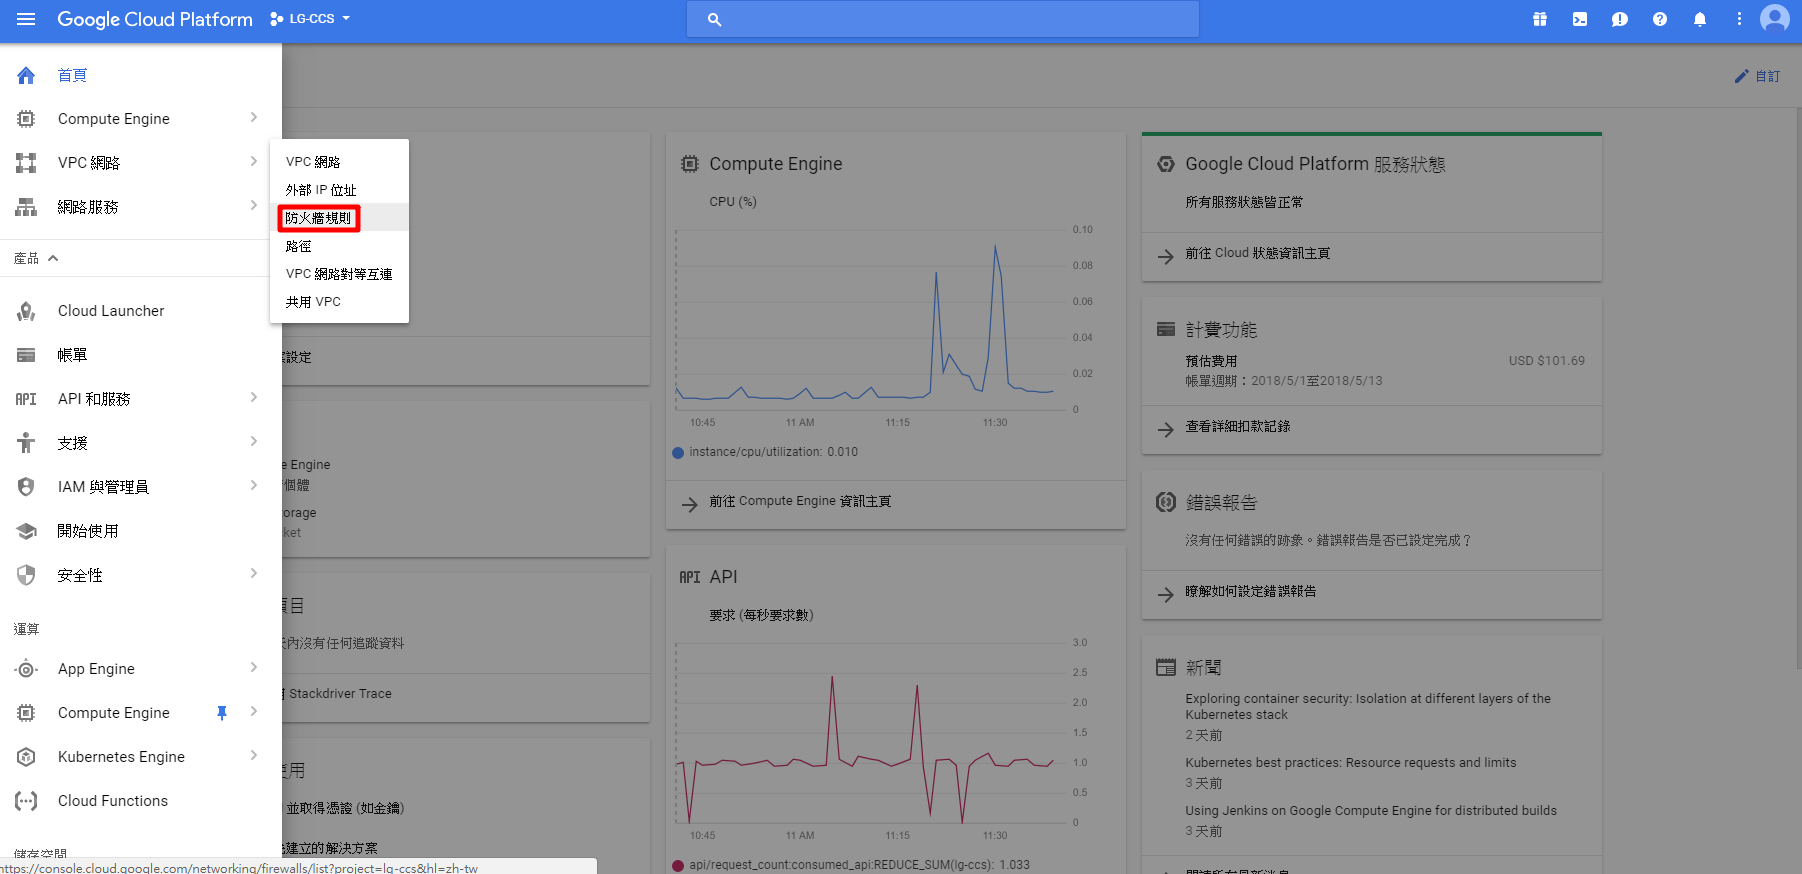 Google Cloud Platform
LG-CCS
自訂
首頁
Compute Engine
VPC 網路
網路服務
產品
Cloud Launcher
帳單
API
API 和服務
支援
IAM 與管理員
開始使用
安全性
運算
App Engine
Compute Engine
Kubernetes Engine
Cloud Functions
儲存空間
https://console.cloud.google.com/networking/firewalls/list?project=lg-ccs&hl=zh-tw
VPC 網路
外部 IP 位址
防火牆規則
路徑
VPC 網路對等互連
共用 VPC
設定
e Engine
個體
orage
ket
項目
天內沒有任何追蹤資料
Stackdriver Trace
使用
並取得憑證 (如金鑰)
建立的解決方案
Compute Engine
CPU (%)
0.10
0.08
0.06
0.04
0.02
0
10:45
11 AM
11:15
11:30
instance/cpu/utilization: 0.010
前往 Compute Engine 資訊主頁
API
API
要求 (每秒要求數)
3.0
2.5
2.0
1.5
1.0
0.5
0
10:45
11 AM
11:15
11:30
api/request_count:consumed_api:REDUCE_SUM(lg-ccs): 1.033
Google Cloud Platform 服務狀態
所有服務狀態皆正常
前往 Cloud 狀態資訊主頁
計費功能
預估費用
USD $101.69
帳單週期：2018/5/1至2018/5/13
查看詳細扣款記錄
錯誤報告
沒有任何錯誤的跡象。錯誤報告是否已設定完成？
瞭解如何設定錯誤報告
新聞
Exploring container security: Isolation at different layers of the
Kubernetes stack
2 天前
Kubernetes best practices: Resource requests and limits
3 天前
Using Jenkins on Google Compute Engine for distributed builds
3 天前